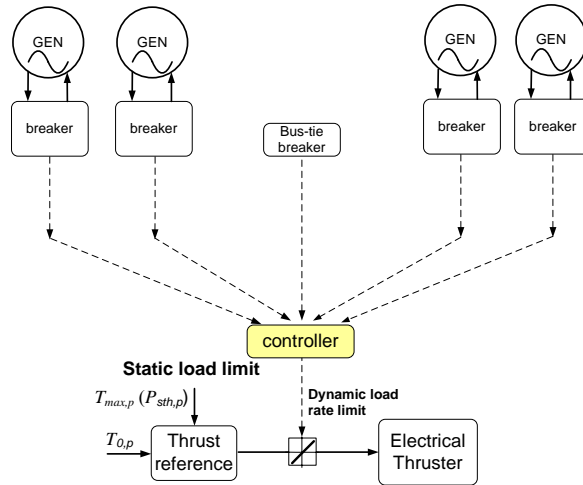 GEN
GEN
GEN
GEN
breaker
breaker
Bus-tie
breaker
breaker
breaker
controller
Static load limit
Tmax,p (Psth,p)
Dynamic load
rate limit
T0,p
Thrust
reference
Electrical
Thruster